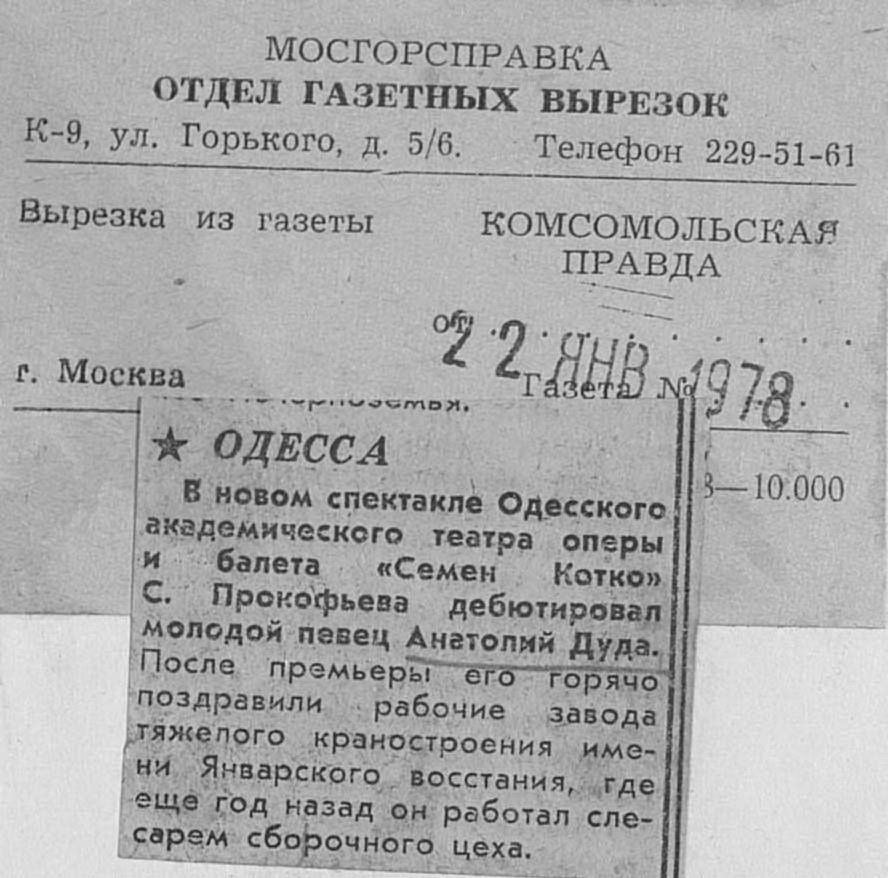 МОСГОРСПРАВКА
ОТДЕЛ ГАЗЕТНЫХ ВЫРЕЗОК
К-9, ул. Горького, д. 5/6. Телефон 229-51-61
Вырезка из газеты КОМСОМОЛЬСКАЯ
ПРАВДА
от 22 ЯНВ 1978
г. Москва Газета №
★ ОДЕССА
—10.000
В новом спектакле Одесского
академического театра оперы
и балета «Семен Котко»
С. Прокофьева дебютировал
молодой певец Анатолий Дуда.
После премьеры его горячо
поздравили рабочие завода
тяжелого краностроения име-
ни Январского восстания, где
еще год назад он работал сле-
сарем сборочного цеха.